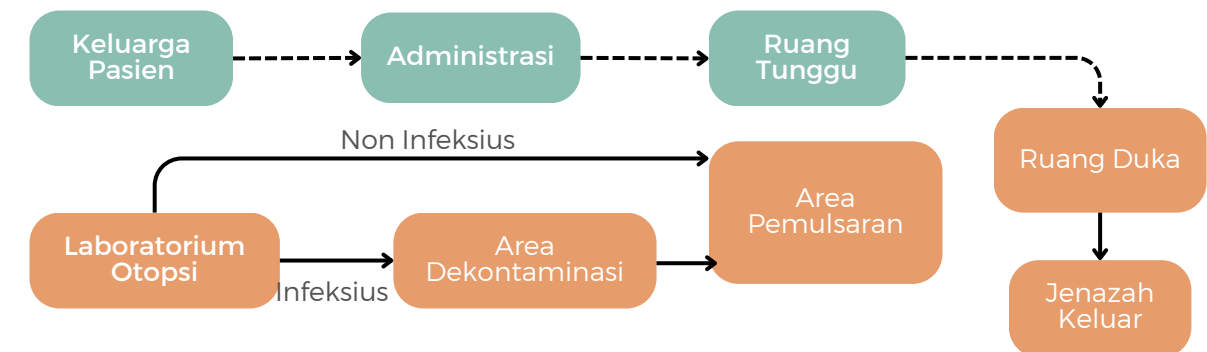 Keluarga
Pasien
Administrasi
Ruang
Tunggu
Non Infeksius
Ruang Duka
Laboratorium
Otopsi
Infeksius
Area
Dekontaminasi
Area
Pemulsaran
Jenazah
Keluar